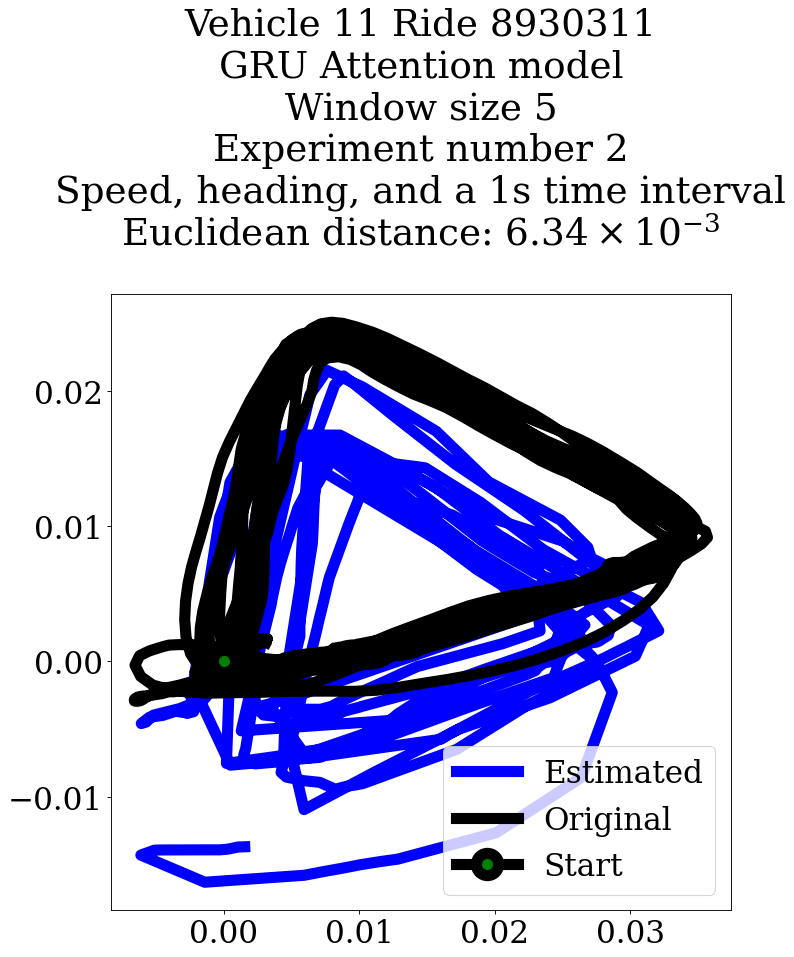 Vehicle 11 Ride 8930311
GRU Attention model
Window size 5
Experiment number 2
Speed, heading, and a 1s time interval
Euclidean distance: 6.34 × 10⁻³
0.02
0.01
0.00
−0.01
Estimated
Original
Start
0.00 0.01 0.02 0.03